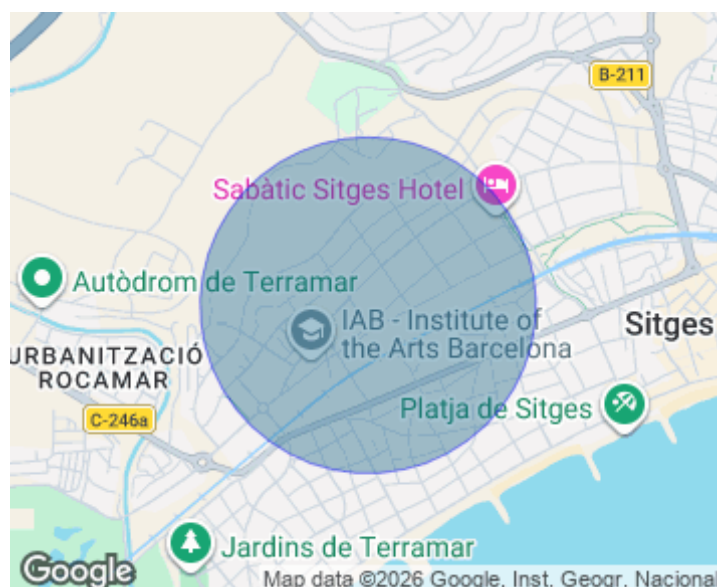 B-211
Sabàtic Sitges Hotel
Autòdrom de Terramar
IAB - Institute of
the Arts Barcelona
Sitges
URBANITZACIÓ
ROCAMAR
Platja de Sitges
C-246a
Jardins de Terramar
Google
Map data ©2026 Google, Inst. Geogr. Nacional